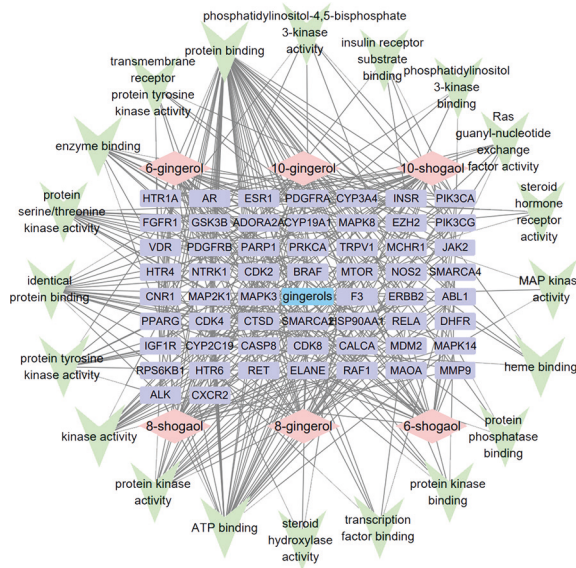 phosphatidylinositol-4,5-bisphosphate
3-kinase
activity
protein binding
insulin receptor
substrate
binding
transmembrane
receptor
protein tyrosine
kinase activity
phosphatidylinositol
3-kinase
binding
Ras
guanyl-nucleotide
exchange
factor activity
enzyme binding
6-gingerol
10-gingerol
10-shogaol
protein
serine/threonine
kinase activity
steroid
hormone
receptor
activity
HTR1A AR ESR1 PDGFRA CYP3A4 INSR PIK3CA
FGFR1 GSK3B ADORA2A CYP19A1 MAPK8 EZH2 PIK3CG
VDR PDGFRB PARP1 PRKCA TRPV1 MCHR1 JAK2
HTR4 NTRK1 CDK2 BRAF MTOR NOS2 SMARCA4
identical
protein binding
MAP kinase
activity
CNR1 MAP2K1 MAPK3 gingerols F3 ERBB2 ABL1
PPARG CDK4 CTSD SMARCA2 HSP90AA1 RELA DHFR
IGF1R CYP2C19 CASP8 CDK8 CALCA MDM2 MAPK14
protein tyrosine
kinase activity
heme binding
RPS6KB1 HTR6 RET ELANE RAF1 MAOA MMP9
ALK CXCR2
8-shogaol
8-gingerol
6-shogaol
kinase activity
protein
phosphatase
binding
protein kinase
activity
protein kinase
binding
ATP binding
steroid
hydroxylase
activity
transcription
factor binding